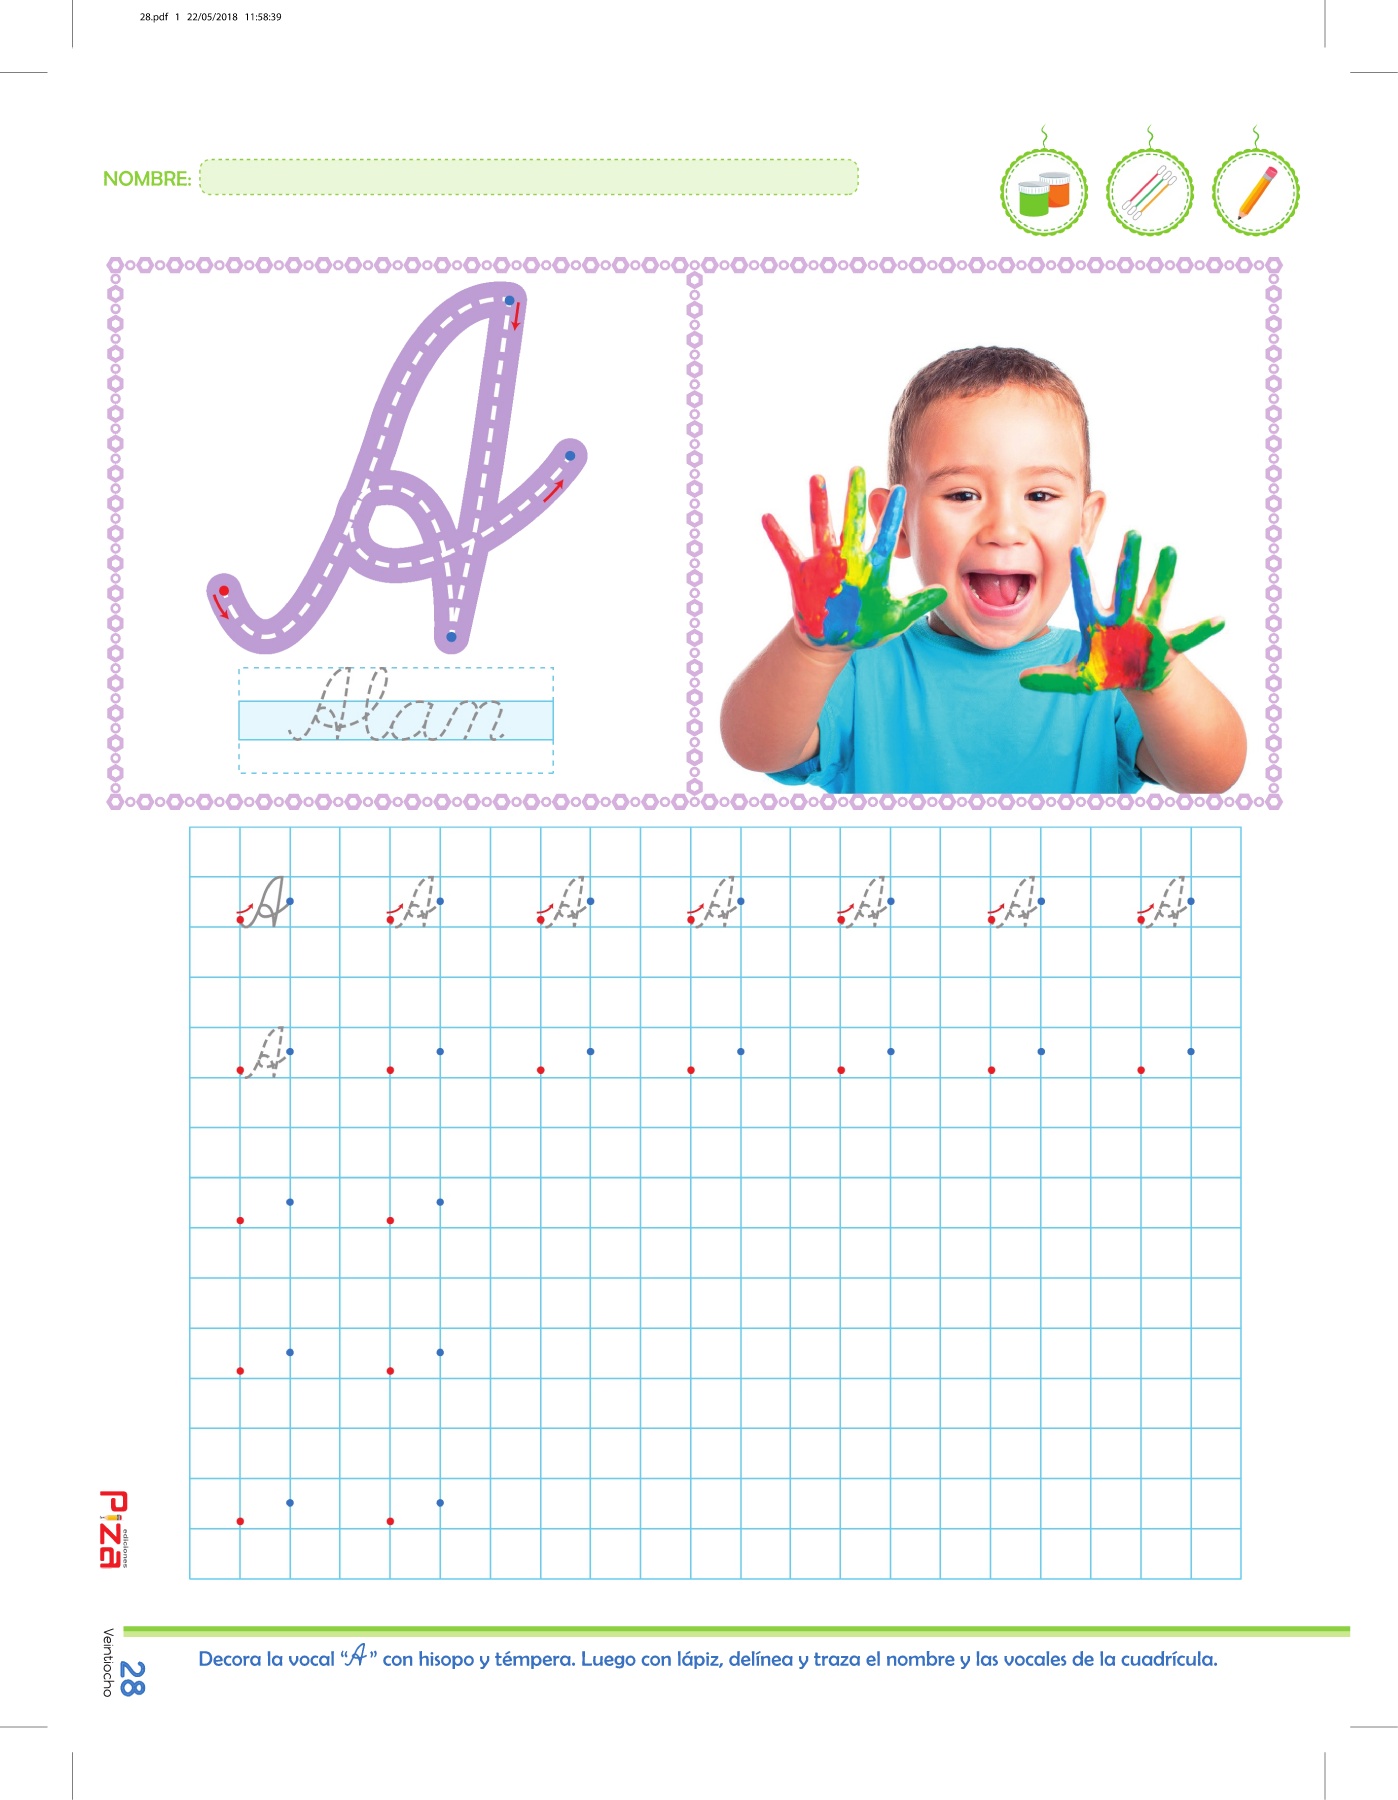 28.pdf 1 22/05/2018 11:58:39
NOMBRE:
A
Alan
A A A A A A A
A
Piza
ediciones
Veintiocho
28
Decora la vocal “A” con hisopo y témpera. Luego con lápiz, delínea y traza el nombre y las vocales de la cuadrícula.